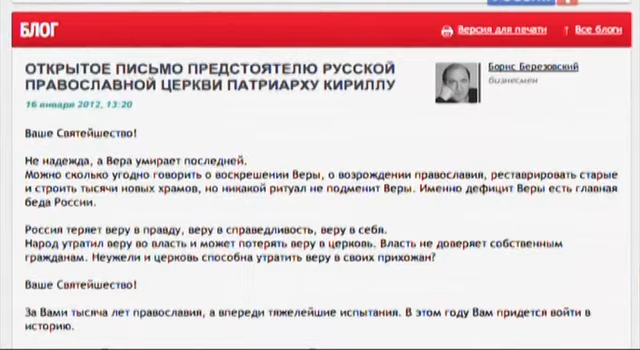 БЛОГ
Версия для печати
↑ Все блоги
ОТКРЫТОЕ ПИСЬМО ПРЕДСТОЯТЕЛЮ РУССКОЙ
ПРАВОСЛАВНОЙ ЦЕРКВИ ПАТРИАРХУ КИРИЛЛУ
Борис Березовский
бизнесмен
16 января 2012, 13:20
Ваше Святейшество!
Не надежда, а Вера умирает последней.
Можно сколько угодно говорить о воскрешении Веры, о возрождении православия, реставрировать старые
и строить тысячи новых храмов, но никакой ритуал не подменит Веры. Именно дефицит Веры есть главная
беда России.
Россия теряет веру в правду, веру в справедливость, веру в себя.
Народ утратил веру во власть и может потерять веру в церковь. Власть не доверяет собственным
гражданам. Неужели и церковь способна утратить веру в своих прихожан?
Ваше Святейшество!
За Вами тысяча лет православия, а впереди тяжелейшие испытания. В этом году Вам придется войти в
историю.